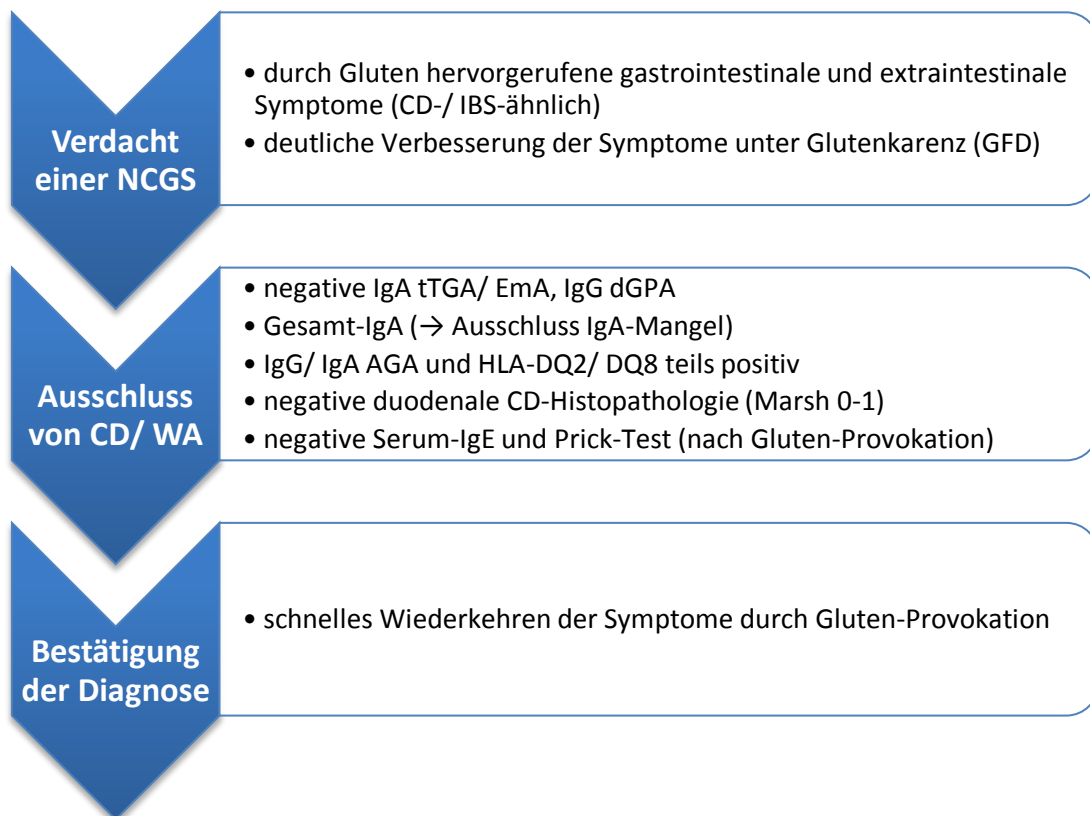 Verdacht
einer NCGS
• durch Gluten hervorgerufene gastrointestinale und extraintestinale
Symptome (CD-/ IBS-ähnlich)
• deutliche Verbesserung der Symptome unter Glutenkarenz (GFD)
Ausschluss
von CD/ WA
• negative IgA tTGA/ EmA, IgG dGPA
• Gesamt-IgA (→ Ausschluss IgA-Mangel)
• IgG/ IgA AGA und HLA-DQ2/ DQ8 teils positiv
• negative duodenale CD-Histopathologie (Marsh 0-1)
• negative Serum-IgE und Prick-Test (nach Gluten-Provokation)
Bestätigung
der Diagnose
• schnelles Wiederkehren der Symptome durch Gluten-Provokation